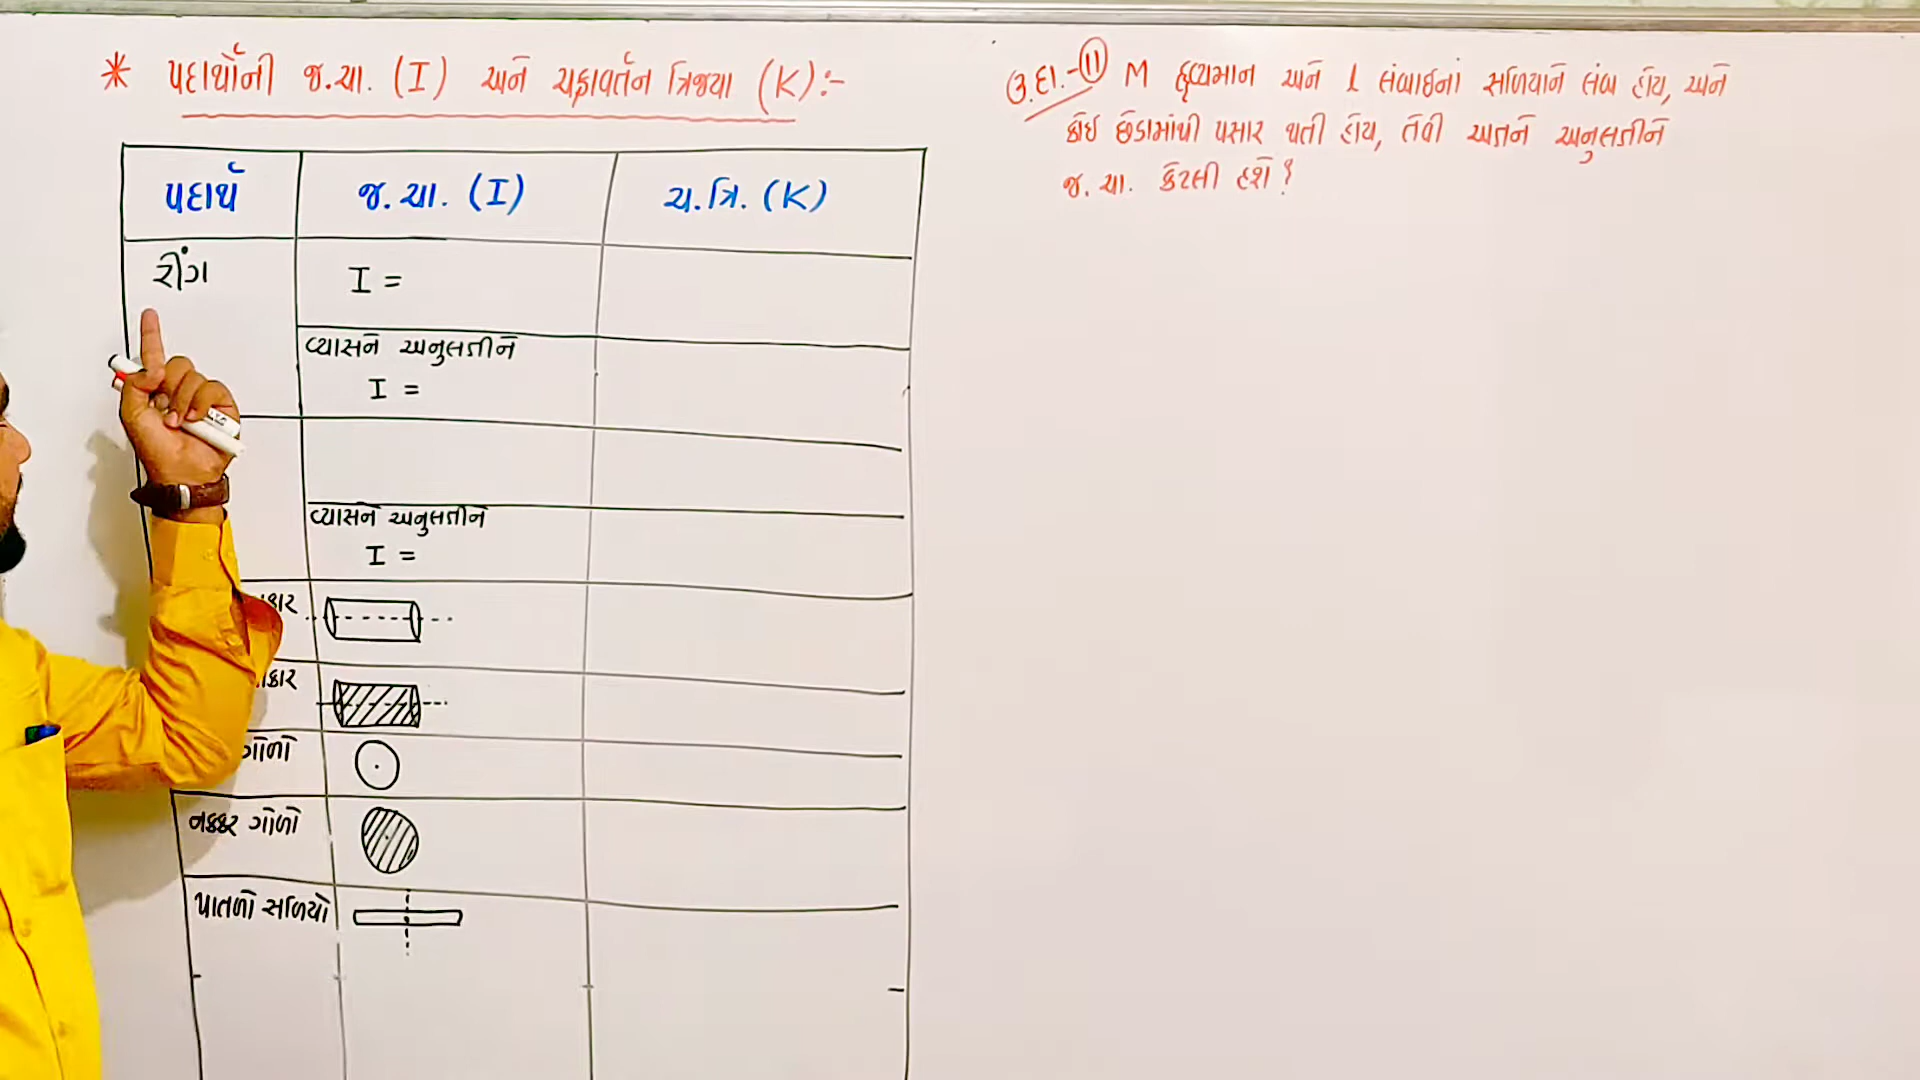 * પદાર્થોની જ.ચા. (I) અને ચક્રાવર્તન ત્રિજ્યા (K):-
પદાર્થ
જ.ચા. (I)
ચ.ત્રિ. (K)
રીંગ
I =
વ્યાસને અનુલક્ષીને
I =
વ્યાસને અનુલક્ષીને
I =
કાર
કાર
ગોળો
નક્કર ગોળો
પાતળો સળિયો
ઉ.દા.-11 M દ્રવ્યમાન અને l લંબાઈનાં સળિયાને લંબ હોય, અને
કોઈ છેડામાંથી પસાર થતી હોય, તેવી અક્ષને અનુલક્ષીને
જ.ચા. કેટલી હશે?